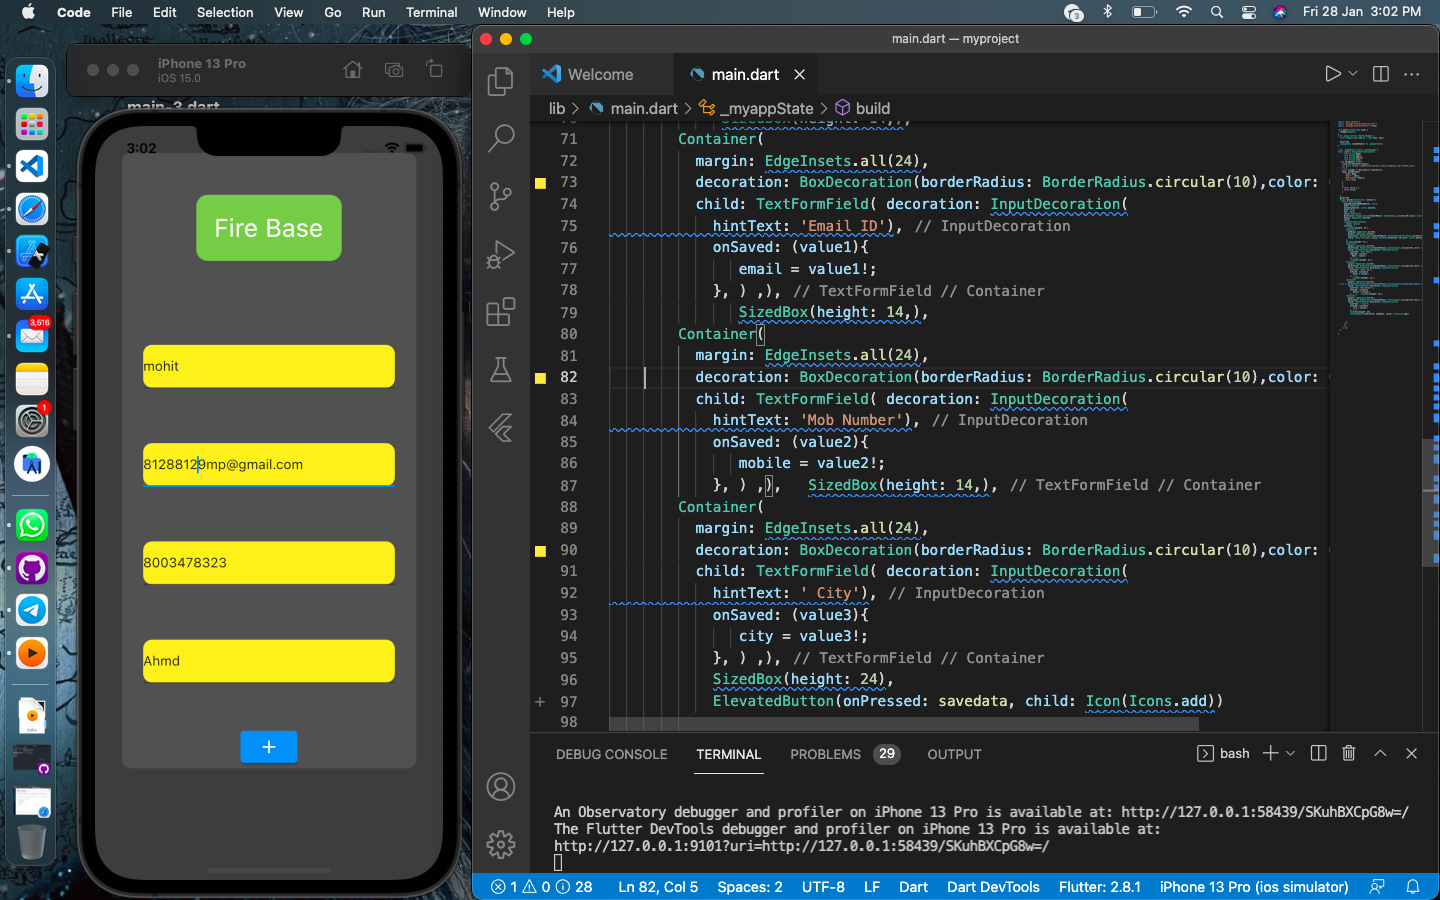 Code File Edit Selection View Go Run Terminal Window Help
3
Fri 28 Jan 3:02 PM
iPhone 13 Pro
iOS 15.0
main-3.dart
3:02
Fire Base
mohit
81288129mp@gmail.com
8003478323
Ahmd
+
3,516
1
main.dart — myproject
Welcome
main.dart
lib > main.dart > _myappState > build
71 Container(
72 margin: EdgeInsets.all(24),
73 decoration: BoxDecoration(borderRadius: BorderRadius.circular(10),color:
74 child: TextFormField( decoration: InputDecoration(
75 hintText: 'Email ID'), // InputDecoration
76 onSaved: (value1){
77 email = value1!;
78 }, ) ,), // TextFormField // Container
79 SizedBox(height: 14,),
80 Container(
81 margin: EdgeInsets.all(24),
82 decoration: BoxDecoration(borderRadius: BorderRadius.circular(10),color:
83 child: TextFormField( decoration: InputDecoration(
84 hintText: 'Mob Number'), // InputDecoration
85 onSaved: (value2){
86 mobile = value2!;
87 }, ) ,), SizedBox(height: 14,), // TextFormField // Container
88 Container(
89 margin: EdgeInsets.all(24),
90 decoration: BoxDecoration(borderRadius: BorderRadius.circular(10),color:
91 child: TextFormField( decoration: InputDecoration(
92 hintText: ' City'), // InputDecoration
93 onSaved: (value3){
94 city = value3!;
95 }, ) ,), // TextFormField // Container
96 SizedBox(height: 24),
97 ElevatedButton(onPressed: savedata, child: Icon(Icons.add))
98
DEBUG CONSOLE TERMINAL PROBLEMS 29 OUTPUT
bash
An Observatory debugger and profiler on iPhone 13 Pro is available at: http://127.0.0.1:58439/SKuhBXCpG8w=/
The Flutter DevTools debugger and profiler on iPhone 13 Pro is available at:
http://127.0.0.1:9101?uri=http://127.0.0.1:58439/SKuhBXCpG8w=/
1 0 28 Ln 82, Col 5 Spaces: 2 UTF-8 LF Dart Dart DevTools Flutter: 2.8.1 iPhone 13 Pro (ios simulator)